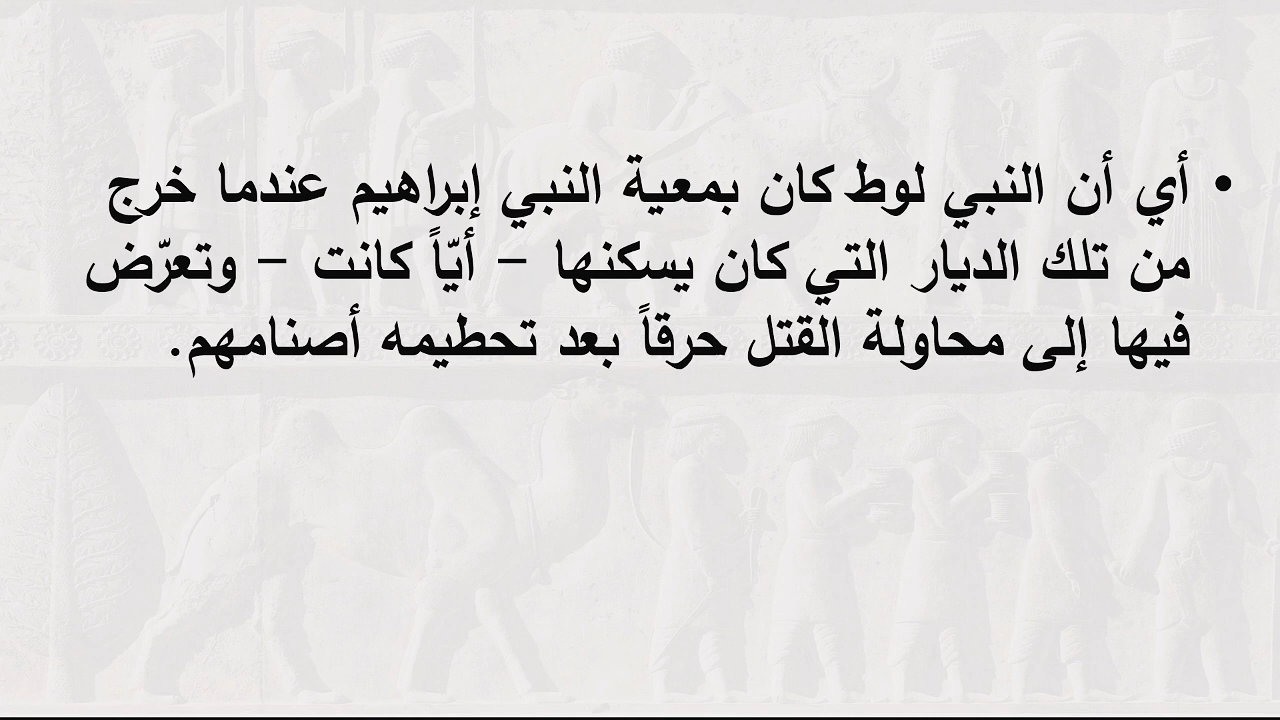 • أي أن النبي لوط كان بمعية النبي إبراهيم عندما خرج
من تلك الديار التي كان يسكنها – أيّاً كانت – وتعرّض
فيها إلى محاولة القتل حرقاً بعد تحطيمه أصنامهم.